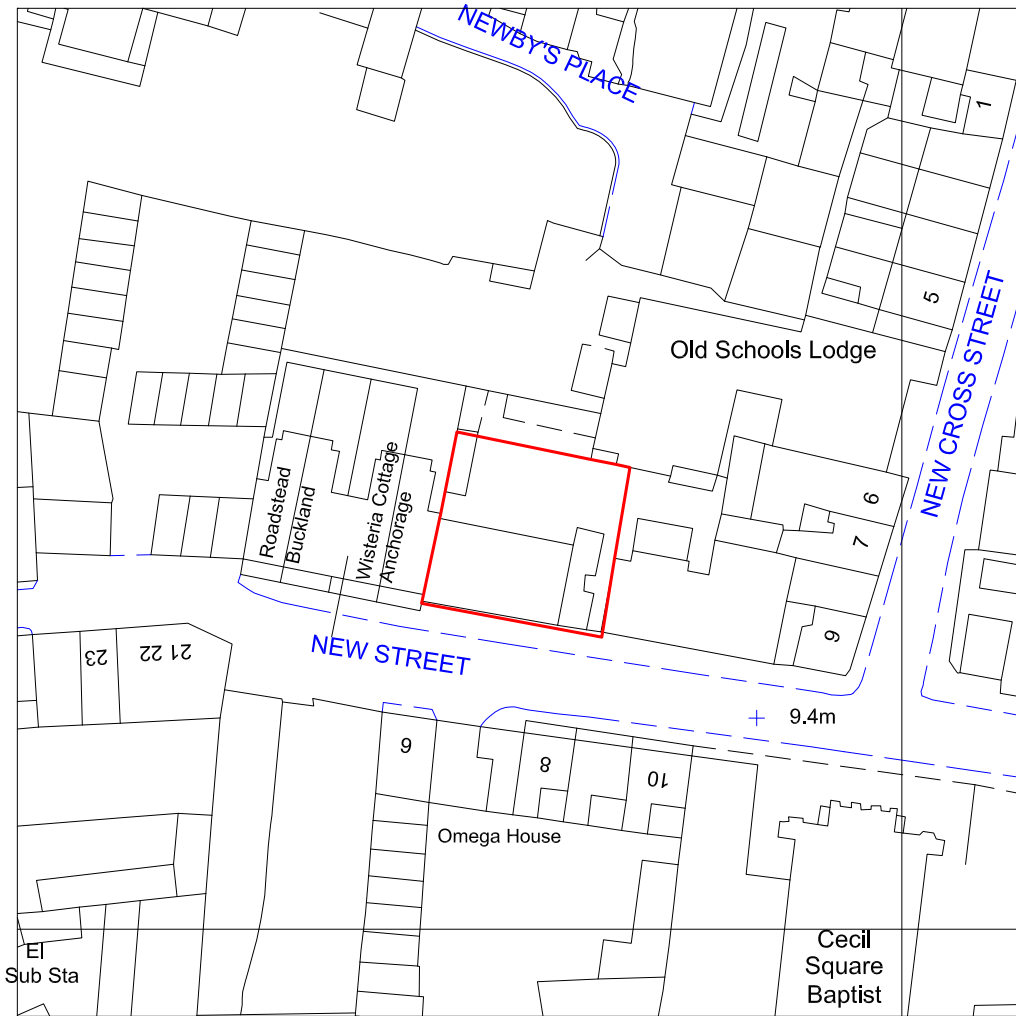 NEWBY'S PLACE
1
5
Old Schools Lodge
NEW CROSS STREET
Roadstead
Buckland
Wisteria Cottage
Anchorage
6
7
9
NEW STREET
23
21 22
9.4m
6
8
10
Omega House
El
Sub Sta
Cecil
Square
Baptist